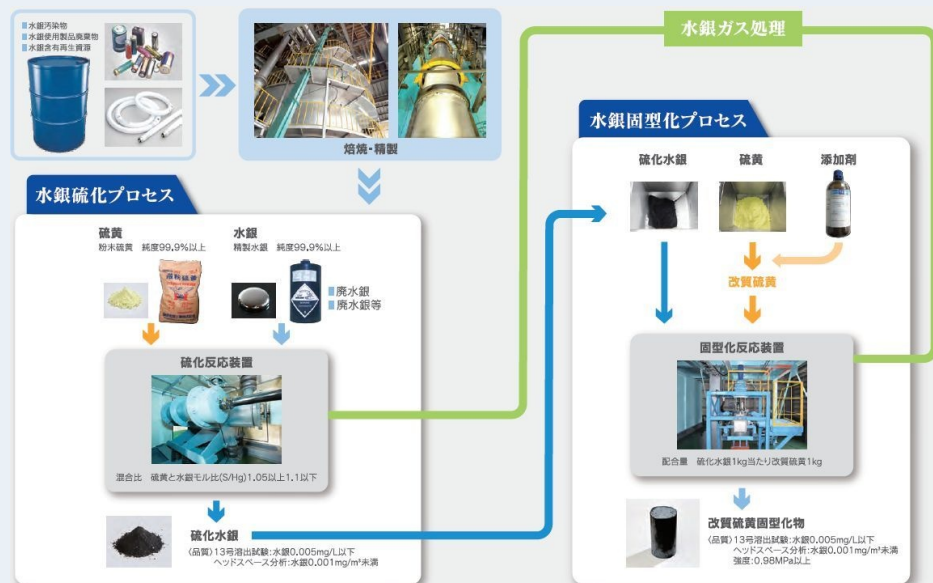 水銀汚染物
水銀使用製品廃棄物
水銀含有再生資源
焙焼・精製
水銀ガス処理
水銀硫化プロセス
硫黄
粉末硫黄 純度99.9%以上
水銀
精製水銀 純度99.9%以上
廃水銀
廃水銀等
硫化反応装置
混合比 硫黄と水銀モル比(S/Hg)1.05以上1.1以下
硫化水銀
〈品質〉13号溶出試験:水銀0.005mg/L以下
ヘッドスペース分析:水銀0.001mg/m³未満
水銀固型化プロセス
硫化水銀
硫黄
添加剤
改質硫黄
固型化反応装置
配合量 硫化水銀1kg当たり改質硫黄1kg
改質硫黄固型化物
〈品質〉13号溶出試験:水銀0.005mg/L以下
ヘッドスペース分析:水銀0.001mg/m³未満
強度:0.98MPa以上